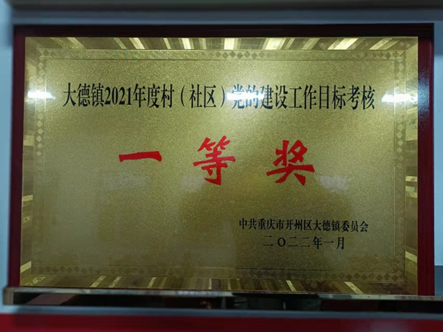 大德镇2021年度村（社区）党的建设工作目标考核
一等奖
中共重庆市开州区大德镇委员会
二〇二二年一月